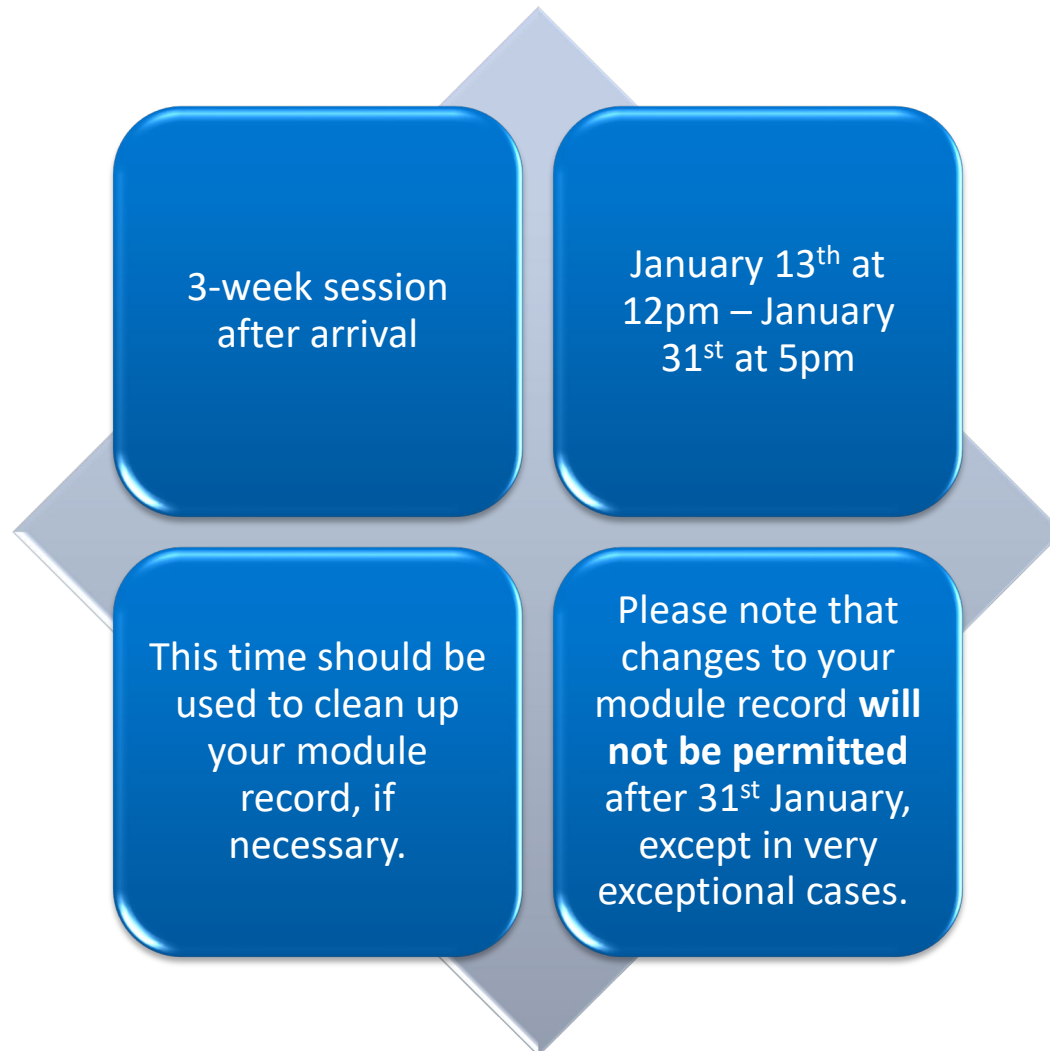 3-week session
after arrival
January 13th at
12pm – January
31st at 5pm
This time should be
used to clean up
your module
record, if
necessary.
Please note that
changes to your
module record will
not be permitted
after 31st January,
except in very
exceptional cases.